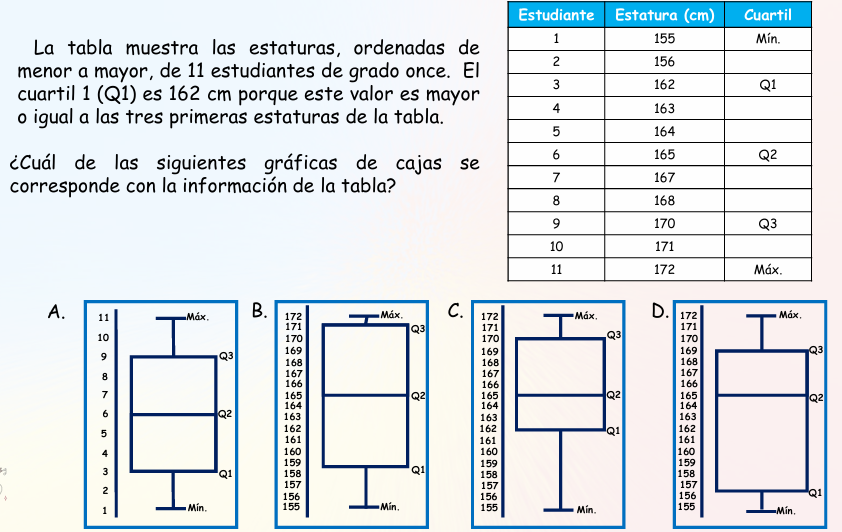 La tabla muestra las estaturas, ordenadas de
menor a mayor, de 11 estudiantes de grado once. El
cuartil 1 (Q1) es 162 cm porque este valor es mayor
o igual a las tres primeras estaturas de la tabla.
¿Cuál de las siguientes gráficas de cajas se
corresponde con la información de la tabla?
Estudiante Estatura (cm) Cuartil
1 155 Mín.
2 156
3 162 Q1
4 163
5 164
6 165 Q2
7 167
8 168
9 170 Q3
10 171
11 172 Máx.
A.
11 Máx.
10
9 Q3
8
7
6 Q2
5
4
3 Q1
2
1 Mín.
B.
172 Máx.
171 Q3
170
169
168
167
166
165 Q2
164
163
162
161
160
159
158 Q1
157
156
155 Mín.
C.
172 Máx.
171
170 Q3
169
168
167
166
165 Q2
164
163
162 Q1
161
160
159
158
157
156
155 Mín.
D.
172 Máx.
171
170
169 Q3
168
167
166
165 Q2
164
163
162
161
160
159
158
157
156 Q1
155 Mín.